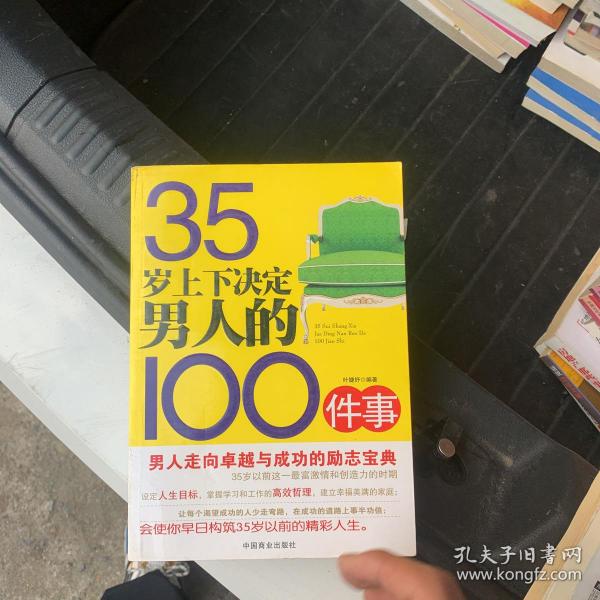 35
岁上下决定
男人的
35 Sui Shang Xia
Jue Ding Nan Ren De
100 Jian Shi
100
件事
叶婕妤◎编著
男人走向卓越与成功的励志宝典
35岁以前这一最富激情和创造力的时期
设定人生目标，掌握学习和工作的高效哲理，建立幸福美满的家庭；
让每个渴望成功的人少走弯路，在成功的道路上事半功倍；
会使你早日构筑35岁以前的精彩人生。
中国商业出版社
孔夫子旧书网
www.kongfz.com